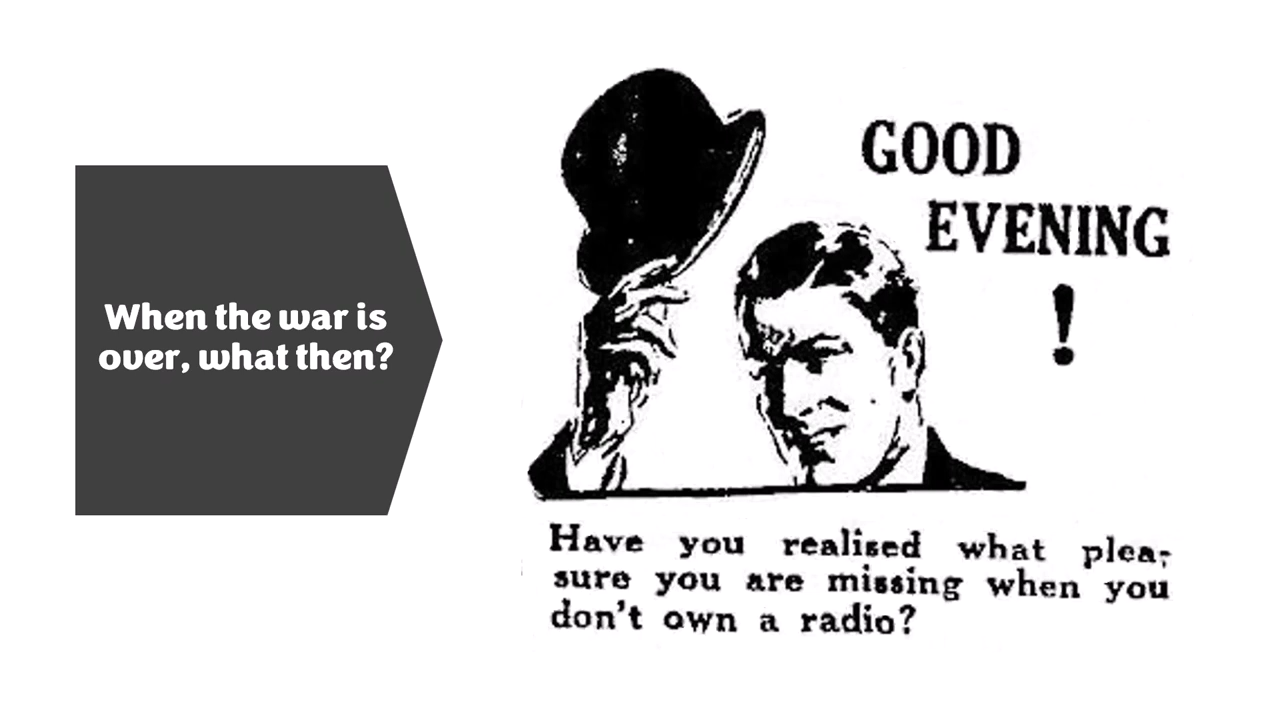 When the war is
over, what then?
GOOD
EVENING
!
Have you realised what plea-
sure you are missing when you
don't own a radio?